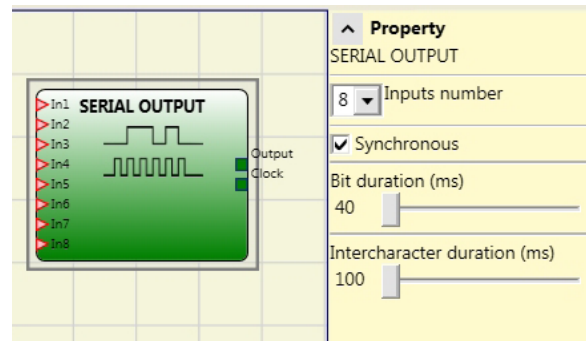 In1 SERIAL OUTPUT
In2
In3
In4
In5
In6
In7
In8
Output
Clock
Property
SERIAL OUTPUT
8 Inputs number
Synchronous
Bit duration (ms)
40
Intercharacter duration (ms)
100